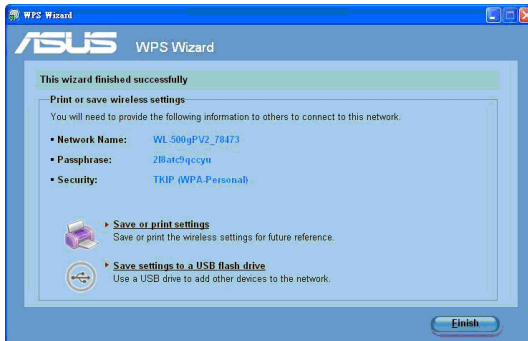 WPS Wizard
ASUS WPS Wizard
This wizard finished successfully
Print or save wireless settings
You will need to provide the following information to others to connect to this network.
▪ Network Name: WL-500gPV2_78473
▪ Passphrase: 2l8atc9qccyu
▪ Security: TKIP (WPA-Personal)
Save or print settings
Save or print the wireless settings for future reference.
Save settings to a USB flash drive
Use a USB drive to add other devices to the network.
Finish